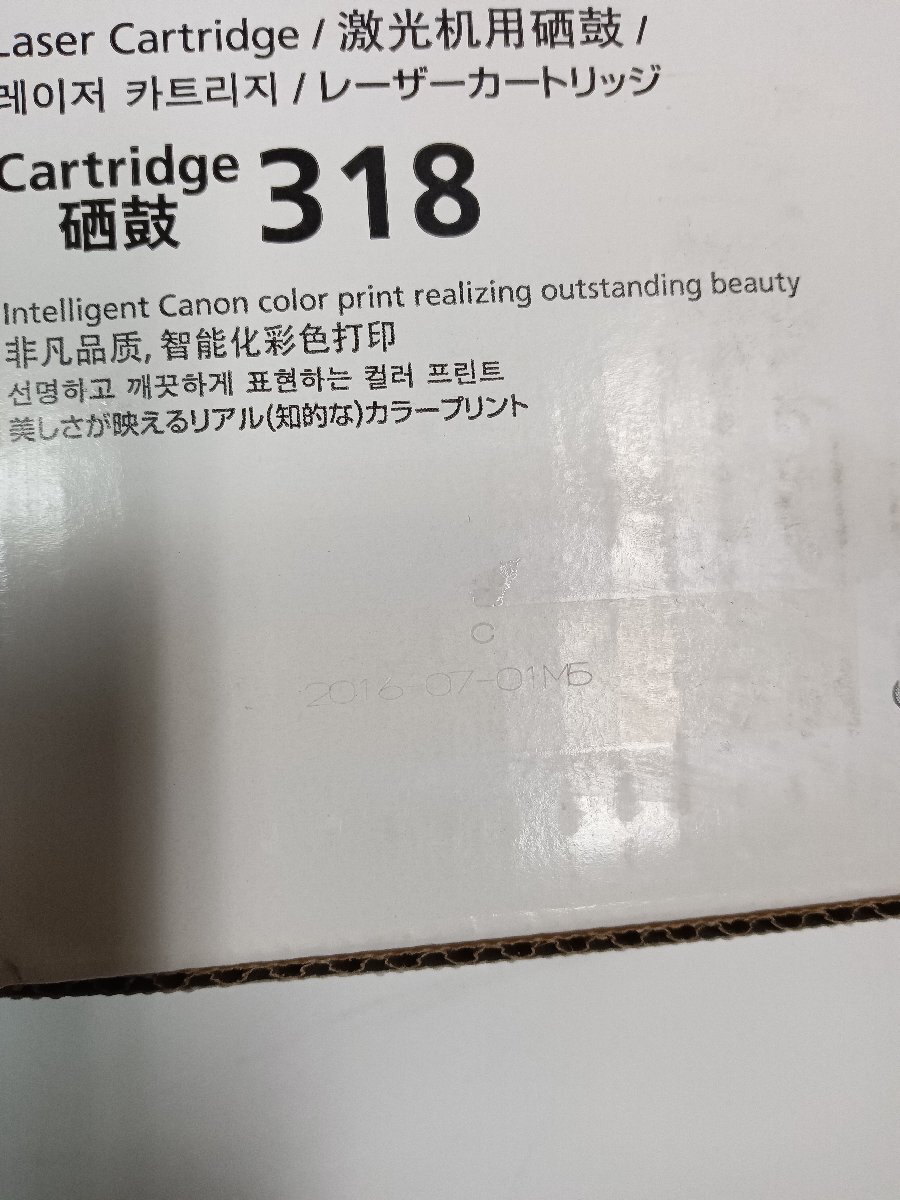 Laser Cartridge / 激光机用硒鼓 /
레이저 카트리지 / レーザーカートリッジ
Cartridge 318
硒鼓
Intelligent Canon color print realizing outstanding beauty
非凡品质, 智能化彩色打印
선명하고 깨끗하게 표현하는 컬러 프린트
美しさが映えるリアル(知的な)カラープリント
C
2016-07-01M5